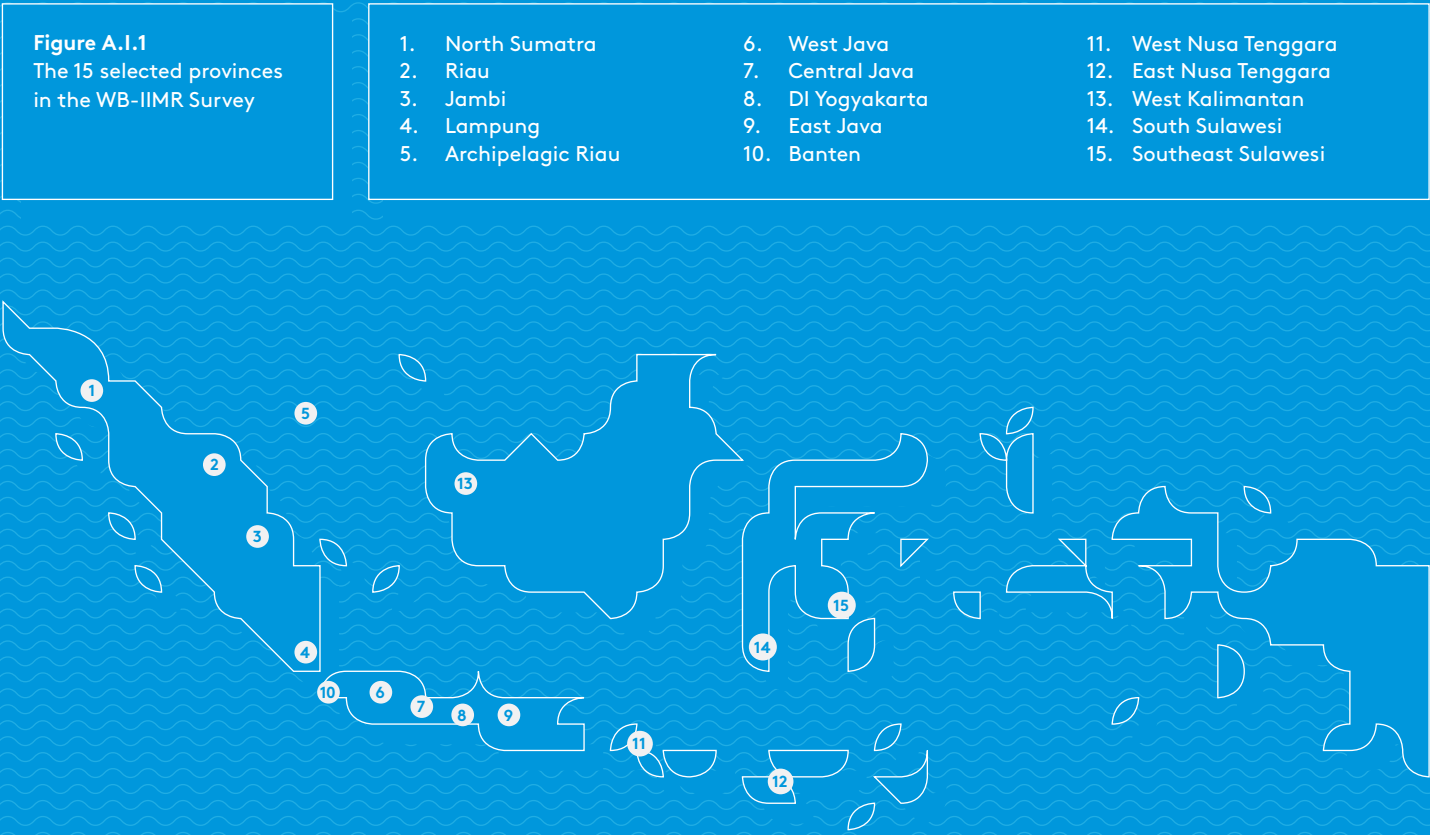 Figure A.I.1
The 15 selected provinces
in the WB-IIMR Survey
1. North Sumatra
2. Riau
3. Jambi
4. Lampung
5. Archipelagic Riau
6. West Java
7. Central Java
8. DI Yogyakarta
9. East Java
10. Banten
11. West Nusa Tenggara
12. East Nusa Tenggara
13. West Kalimantan
14. South Sulawesi
15. Southeast Sulawesi
1
5
2
13
3
15
14
4
10
6
7
8
9
11
12